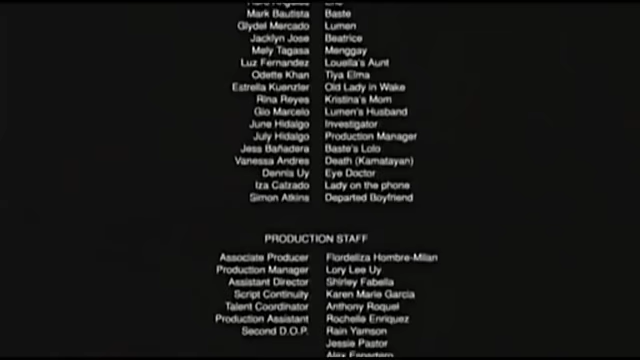 Mark Bautista Baste
Glydel Mercado Lumen
Jacklyn Jose Beatrice
Mely Tagasa Menggay
Luz Fernandez Louella's Aunt
Odette Khan Tiya Elma
Estrella Kuenzler Old Lady in Wake
Rina Reyes Kristina's Mom
Gio Marcelo Lumen's Husband
June Hidalgo Investigator
July Hidalgo Production Manager
Jess Bañadera Baste's Lolo
Vanessa Andres Death (Kamatayan)
Dennis Uy Eye Doctor
Iza Calzado Lady on the phone
Simon Atkins Departed Boyfriend
PRODUCTION STAFF
Associate Producer Flordeliza Hombre-Milan
Production Manager Lory Lee Uy
Assistant Director Shirley Fabella
Script Continuity Karen Marie Garcia
Talent Coordinator Anthony Roquel
Production Assistant Rochelle Enriquez
Second D.O.P. Rain Yamson
Jessie Pastor